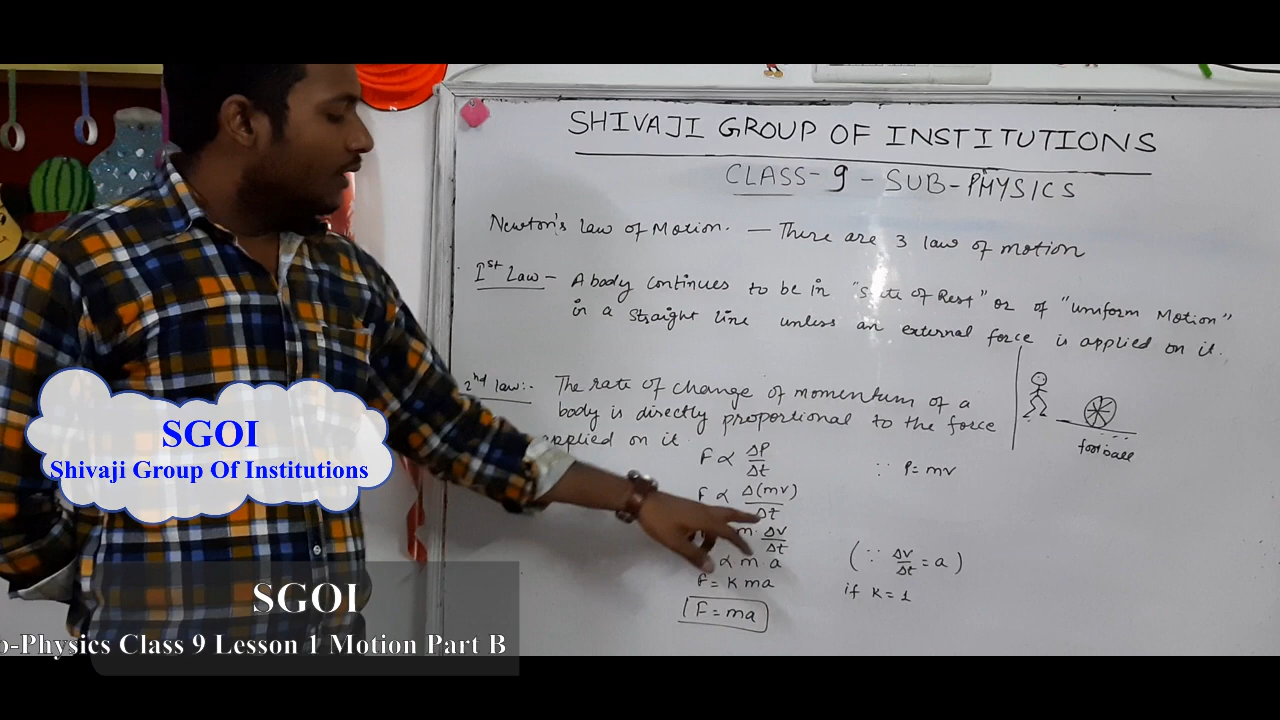 SHIVAJI GROUP OF INSTITUTIONS
CLASS-9-SUB-PHYSICS
Newton's law of Motion. — There are 3 law of motion
Ist Law - A body continues to be in "State of Rest" or of "uniform Motion"
in a straight line unless an external force is applied on it.
2nd law:- The rate of change of momentum of a
body is directly proportional to the force
applied on it
football
F ∝ ΔP/Δt ∵ P= mv
F ∝ Δ(mv)/Δt
m. Δv/Δt
∝ m. a (∵ Δv/Δt = a)
F= K ma if K= 1
F= ma
SGOI
Shivaji Group Of Institutions
SGOI
b-Physics Class 9 Lesson 1 Motion Part B